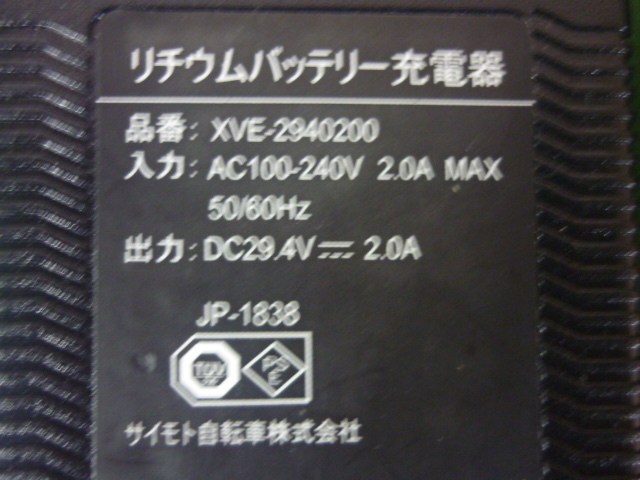 リチウムバッテリー充電器
品番: XVE-2940200
入力: AC100-240V 2.0A MAX
50/60Hz
出力: DC29.4V⎓ 2.0A
JP-1838
サイモト自転車株式会社